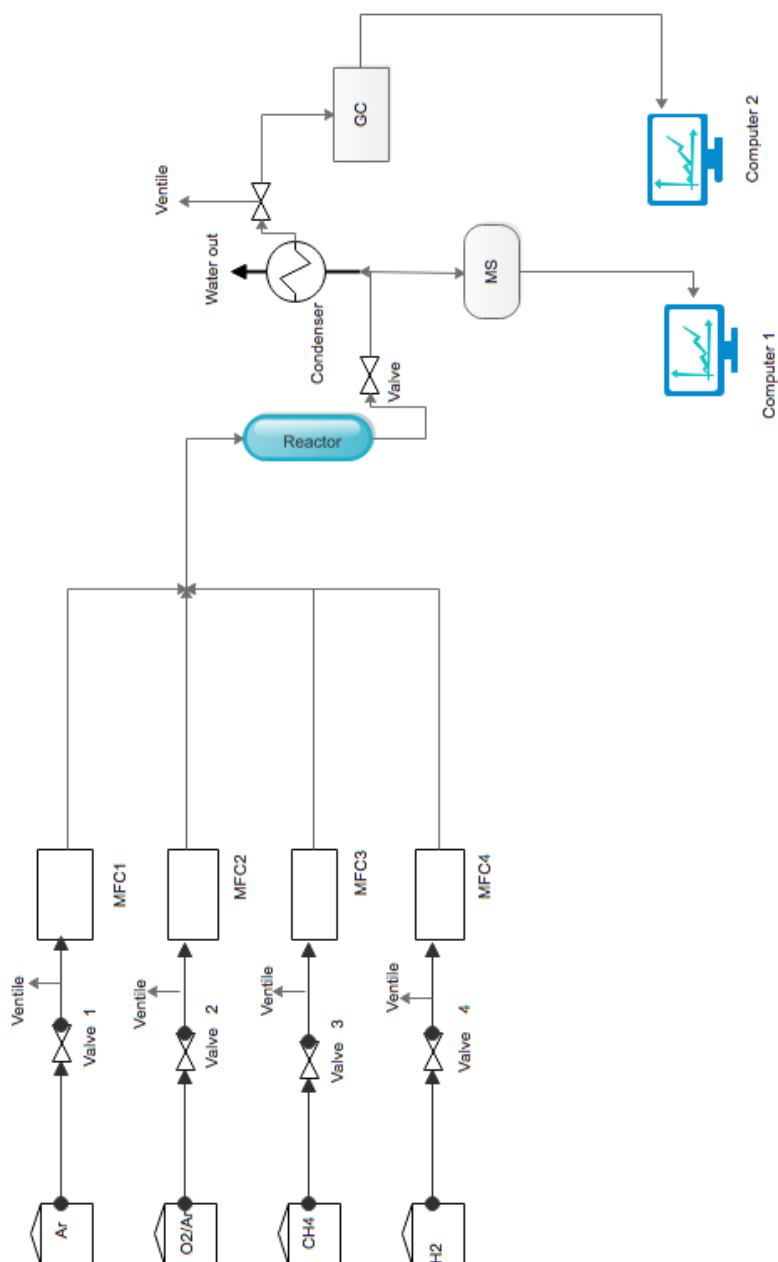 Ar
O2/Ar
CH4
H2
Valve 1
Valve 2
Valve 3
Valve 4
Ventile
Ventile
Ventile
Ventile
MFC1
MFC2
MFC3
MFC4
Reactor
Valve
Condenser
Water out
Ventile
GC
MS
Computer 1
Computer 2